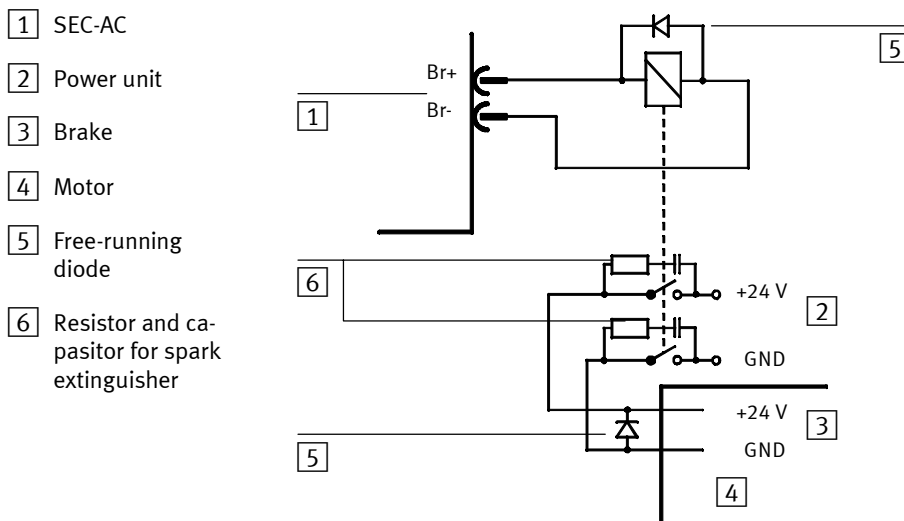 1 SEC-AC
2 Power unit
3 Brake
4 Motor
5 Free-running
diode
6 Resistor and ca-
pasitor for spark
extinguisher
5
Br+
1
Br-
6
+24 V
2
GND
+24 V
3
5
GND
4